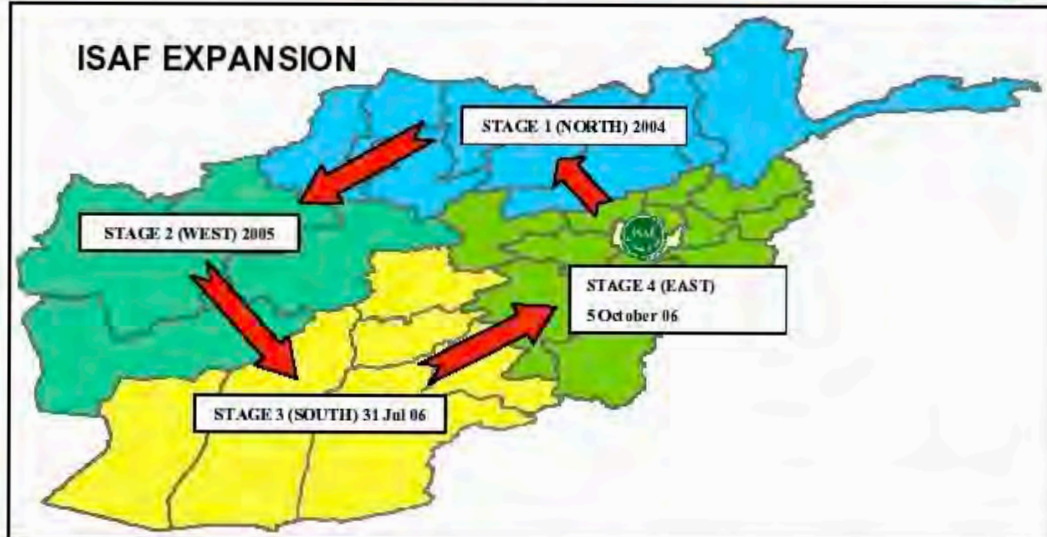 ISAF EXPANSION
STAGE 1 (NORTH) 2004
STAGE 2 (WEST) 2005
ISAF
STAGE 4 (EAST)
5 October 06
STAGE 3 (SOUTH) 31 Jul 06